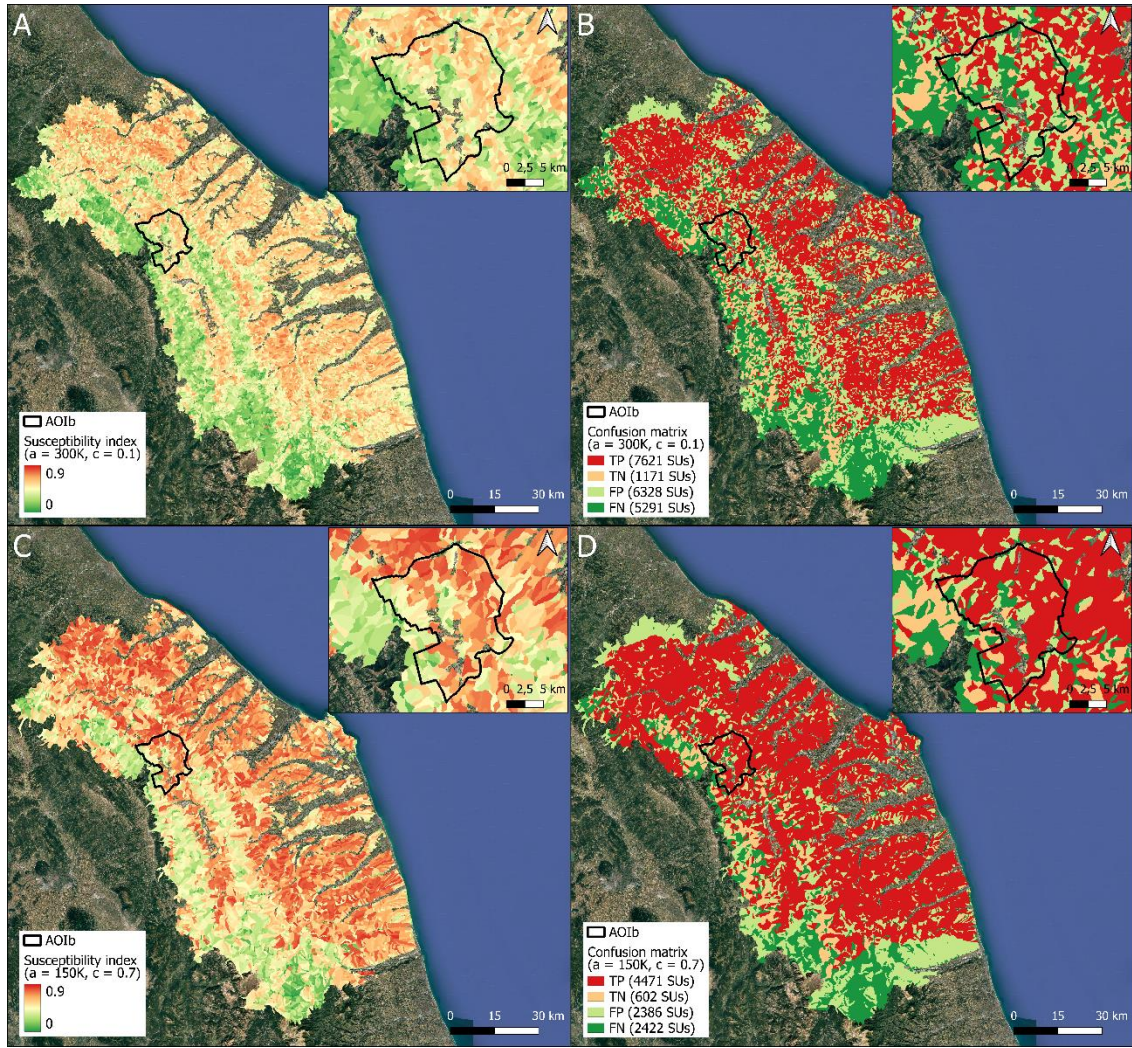 A
0 2,5 5 km
AOIb
Susceptibility index
(a = 300K, c = 0.1)
0.9
0
0 15 30 km
B
0 2,5 5 km
AOIb
Confusion matrix
(a = 300K, c = 0.1)
TP (7621 SUs)
TN (1171 SUs)
FP (6328 SUs)
FN (5291 SUs)
0 15 30 km
C
0 2,5 5 km
AOIb
Susceptibility index
(a = 150K, c = 0.7)
0.9
0
0 15 30 km
D
0 2,5 5 km
AOIb
Confusion matrix
(a = 150K, c = 0.7)
TP (4471 SUs)
TN (602 SUs)
FP (2386 SUs)
FN (2422 SUs)
0 15 30 km